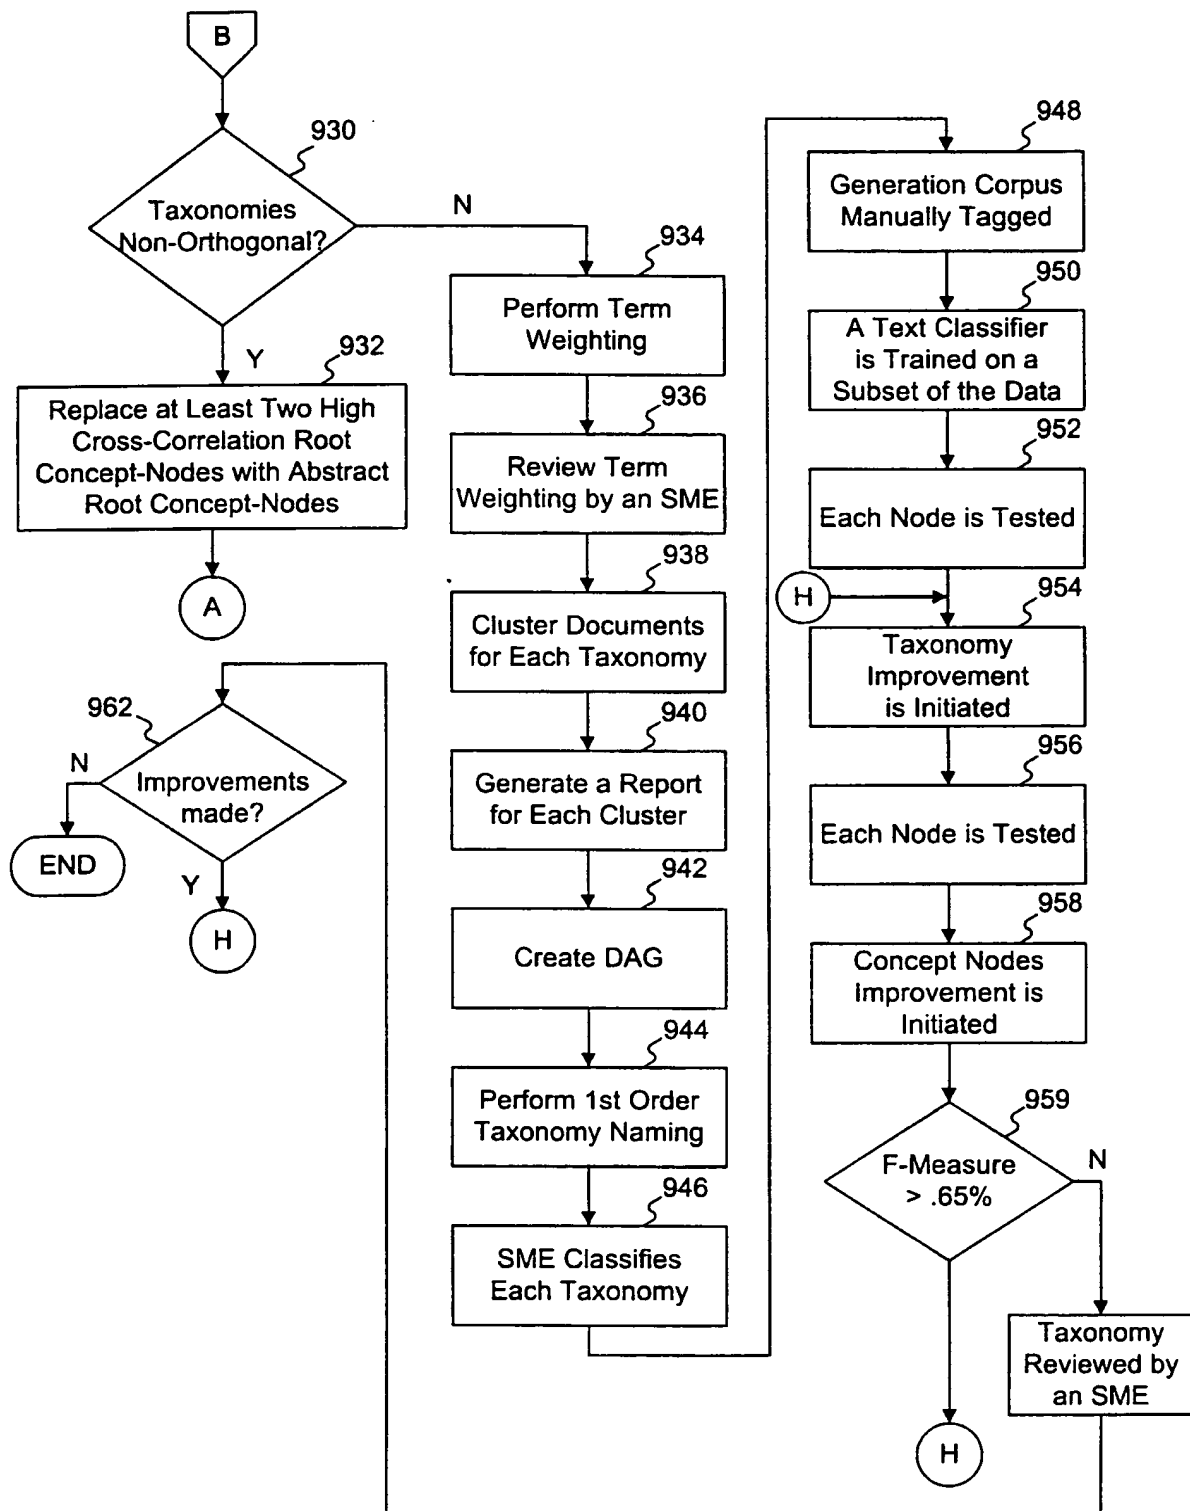 B
930
Taxonomies
Non-Orthogonal?
N
Y
932
Replace at Least Two High
Cross-Correlation Root
Concept-Nodes with Abstract
Root Concept-Nodes
A
962
N
Improvements
made?
END
Y
H
934
Perform Term
Weighting
936
Review Term
Weighting by an SME
938
Cluster Documents
for Each Taxonomy
940
Generate a Report
for Each Cluster
942
Create DAG
944
Perform 1st Order
Taxonomy Naming
946
SME Classifies
Each Taxonomy
948
Generation Corpus
Manually Tagged
950
A Text Classifier
is Trained on a
Subset of the Data
952
Each Node is Tested
H
954
Taxonomy
Improvement
is Initiated
956
Each Node is Tested
958
Concept Nodes
Improvement is
Initiated
959
F-Measure
> .65%
N
Taxonomy
Reviewed by
an SME
H